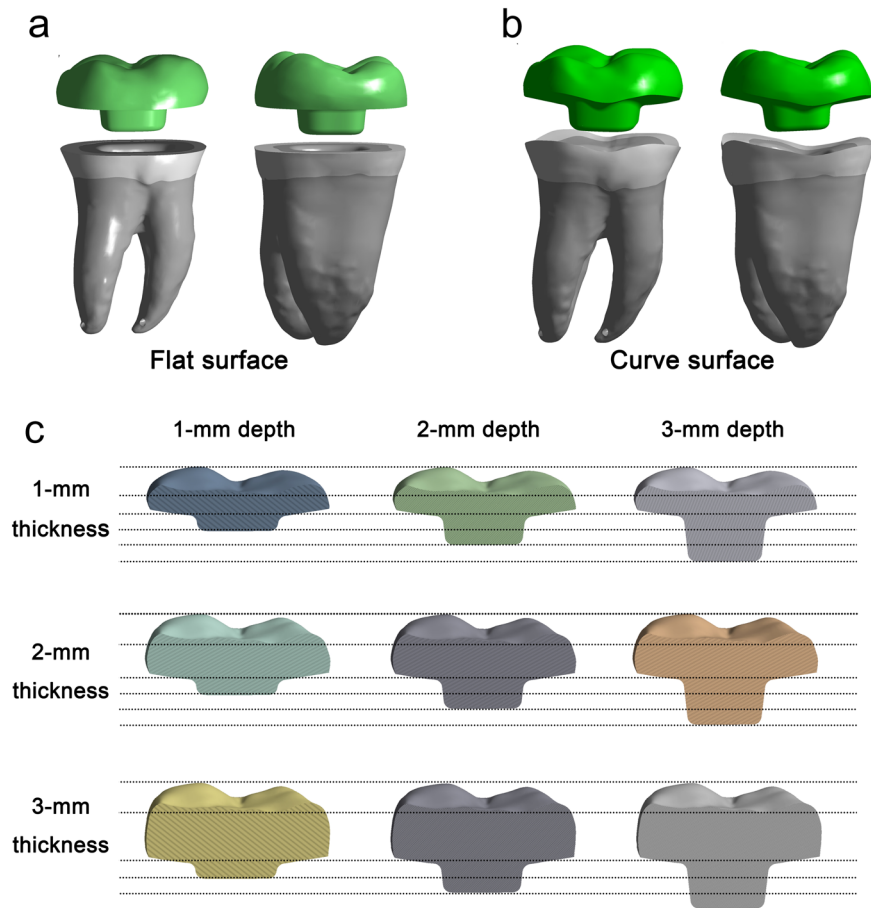 a
b
Flat surface
Curve surface
c
1-mm depth
2-mm depth
3-mm depth
1-mm
thickness
2-mm
thickness
3-mm
thickness